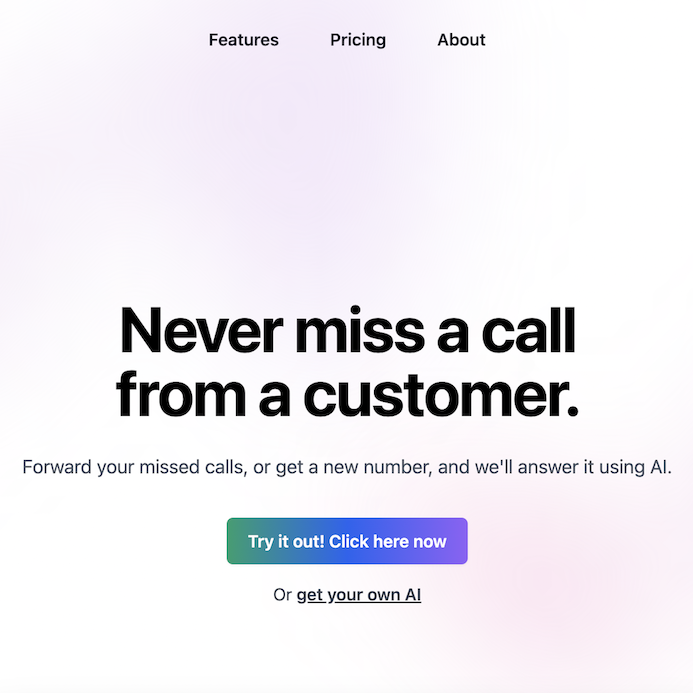 Features Pricing About
Never miss a call
from a customer.
Forward your missed calls, or get a new number, and we'll answer it using AI.
Try it out! Click here now
Or get your own AI